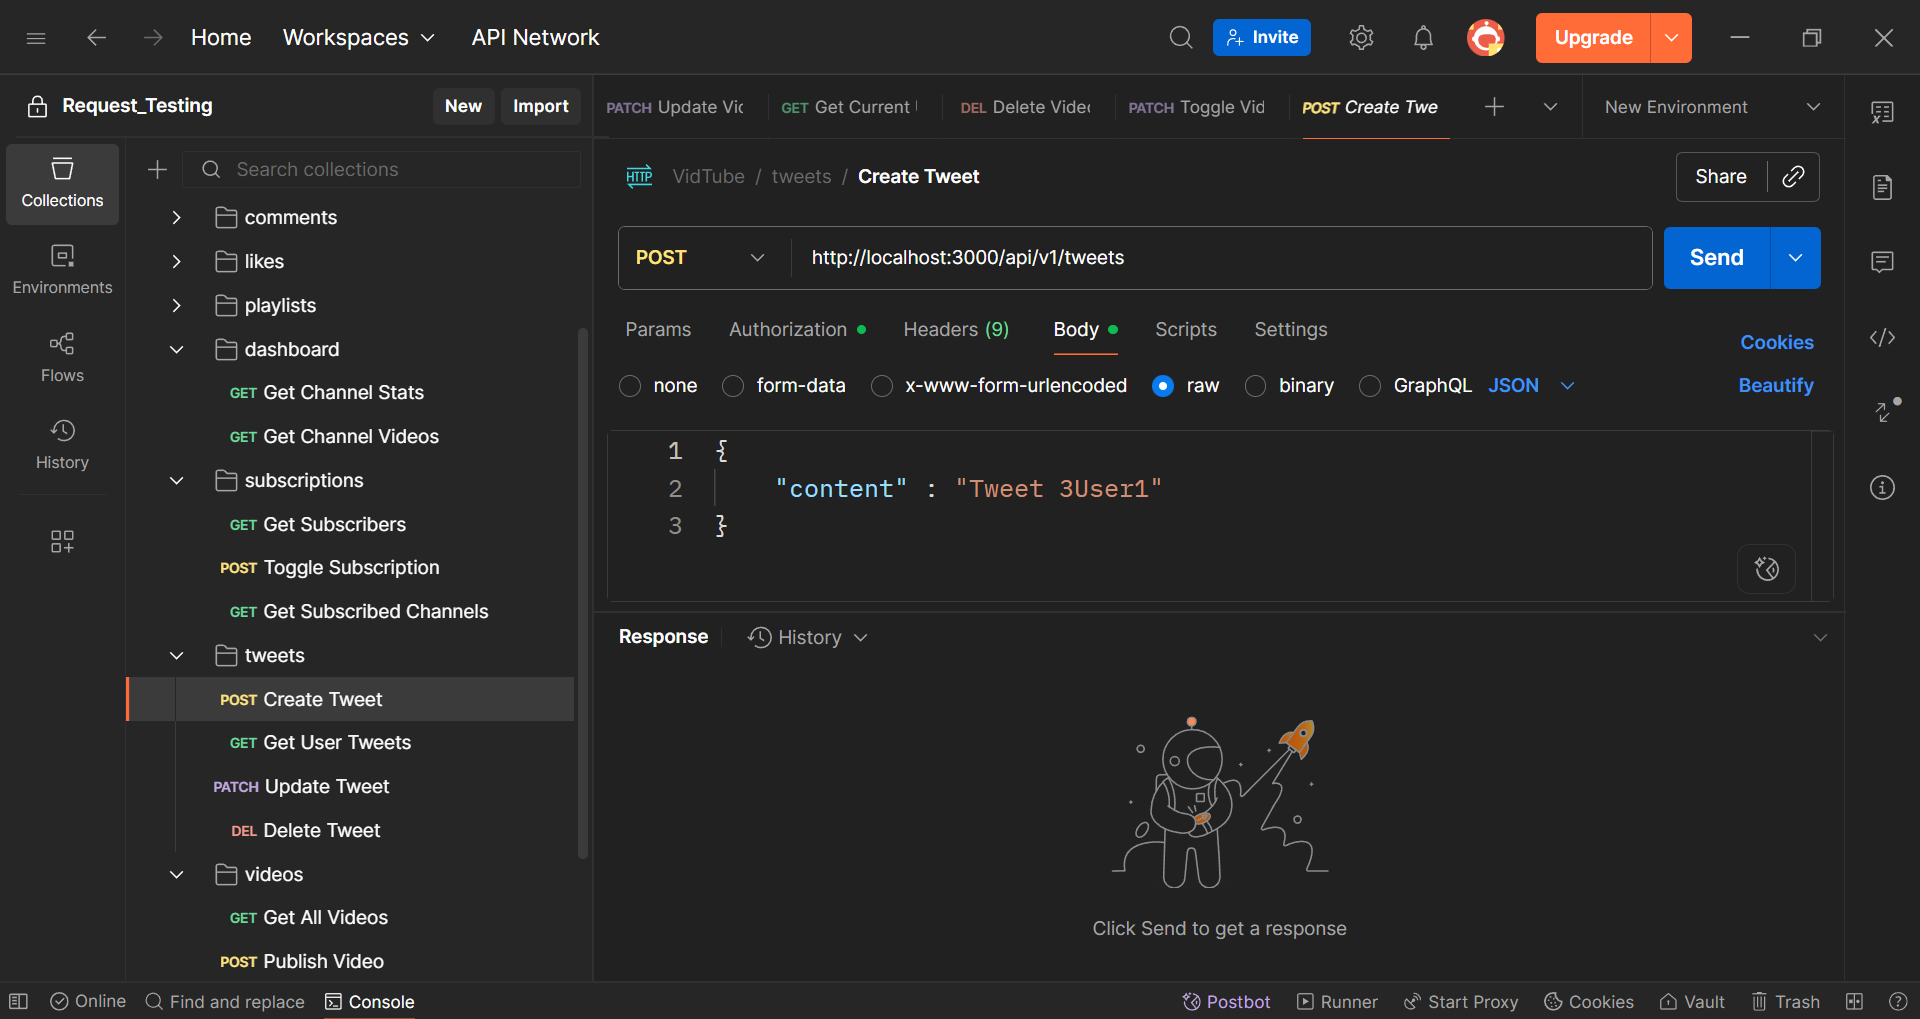 Home Workspaces API Network Invite Upgrade
Request_Testing New Import
PATCH Update Vic GET Get Current DEL Delete Vide PATCH Toggle Vid POST Create Twe New Environment
Collections
Environments
Flows
History
Search collections
comments
likes
playlists
dashboard
GET Get Channel Stats
GET Get Channel Videos
subscriptions
GET Get Subscribers
POST Toggle Subscription
GET Get Subscribed Channels
tweets
POST Create Tweet
GET Get User Tweets
PATCH Update Tweet
DEL Delete Tweet
videos
GET Get All Videos
POST Publish Video
HTTP VidTube / tweets / Create Tweet Share
POST http://localhost:3000/api/v1/tweets Send
Params Authorization Headers (9) Body Scripts Settings Cookies
none form-data x-www-form-urlencoded raw binary GraphQL JSON Beautify
1 {
2 "content" : "Tweet 3User1"
3 }
Response History
Click Send to get a response
Online Find and replace Console Postbot Runner Start Proxy Cookies Vault Trash